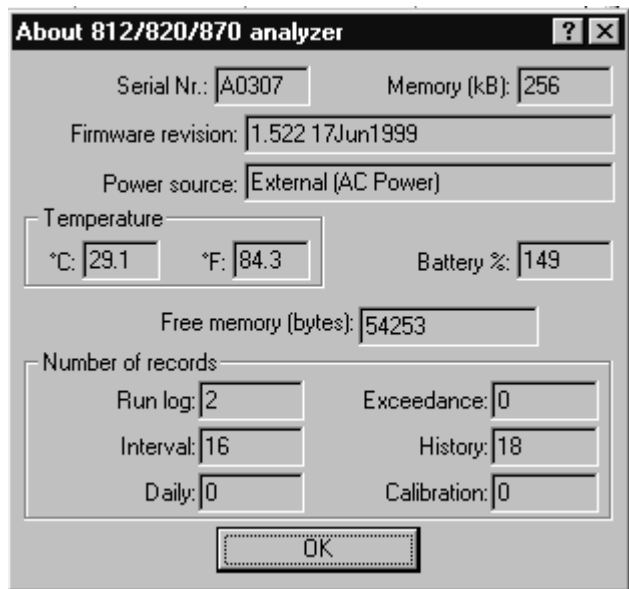 About 812/820/870 analyzer
Serial Nr.: A0307 Memory (kB): 256
Firmware revision: 1.522 17Jun1999
Power source: External (AC Power)
Temperature
°C: 29.1 °F: 84.3 Battery %: 149
Free memory (bytes): 54253
Number of records
Run log: 2 Exceedance: 0
Interval: 16 History: 18
Daily: 0 Calibration: 0
OK